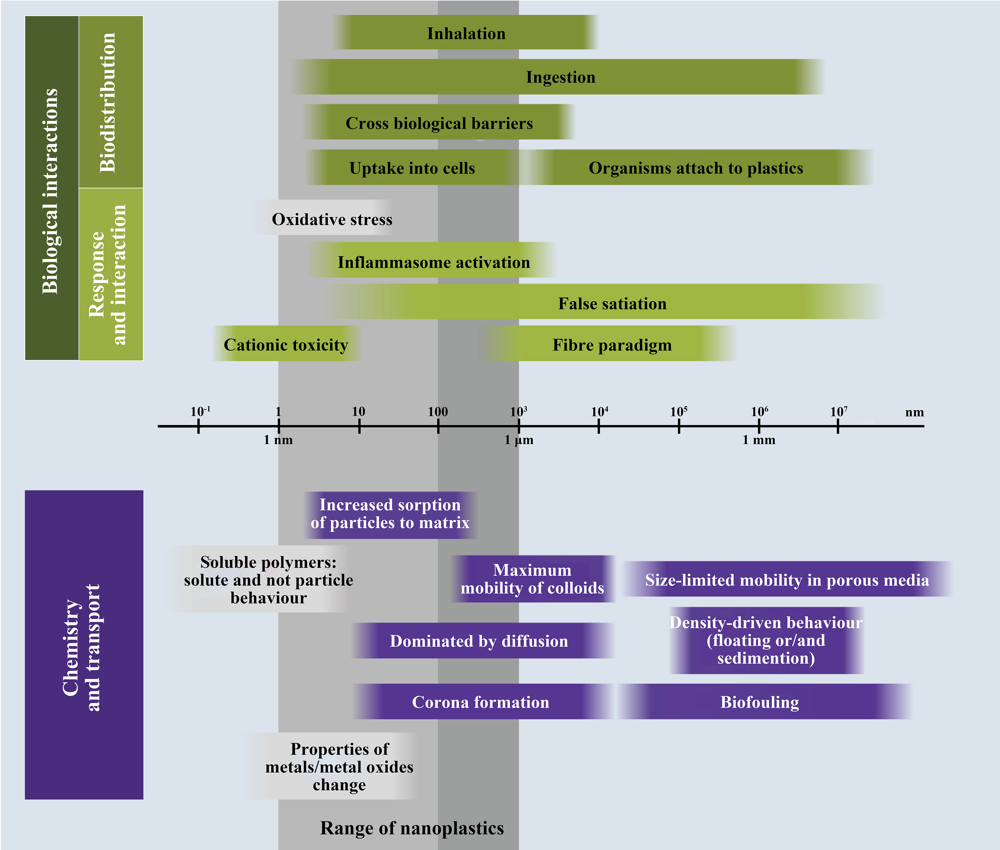 Biological interactions
Biodistribution
Response
and interaction
Inhalation
Ingestion
Cross biological barriers
Uptake into cells
Organisms attach to plastics
Oxidative stress
Inflammasome activation
False satiation
Cationic toxicity
Fibre paradigm
10⁻¹ 1 10 100 10³ 10⁴ 10⁵ 10⁶ 10⁷ nm
1 nm 1 µm 1 mm
Chemistry
and transport
Increased sorption
of particles to matrix
Soluble polymers:
solute and not particle
behaviour
Maximum
mobility of colloids
Size-limited mobility in porous media
Dominated by diffusion
Density-driven behaviour
(floating or/and
sedimention)
Corona formation
Biofouling
Properties of
metals/metal oxides
change
Range of nanoplastics